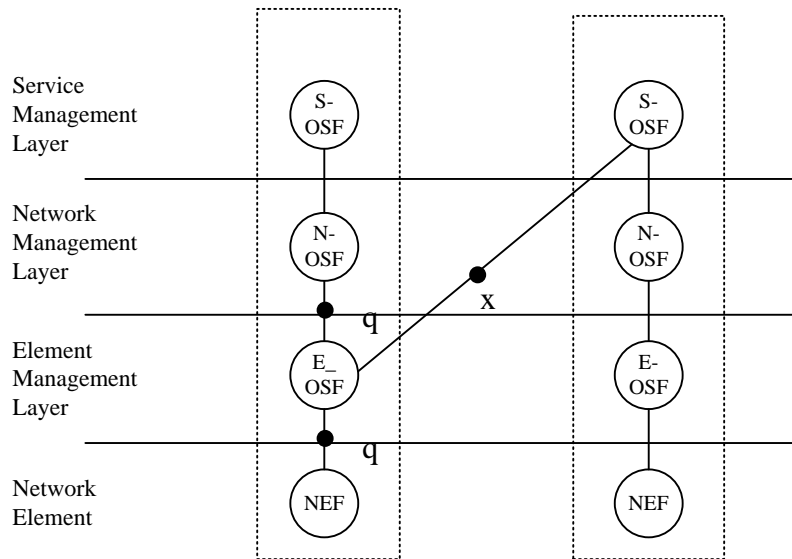 Service
Management
Layer
S-
OSF
S-
OSF
Network
Management
Layer
N-
OSF
N-
OSF
x
q
Element
Management
Layer
E_
OSF
E-
OSF
q
Network
Element
NEF
NEF